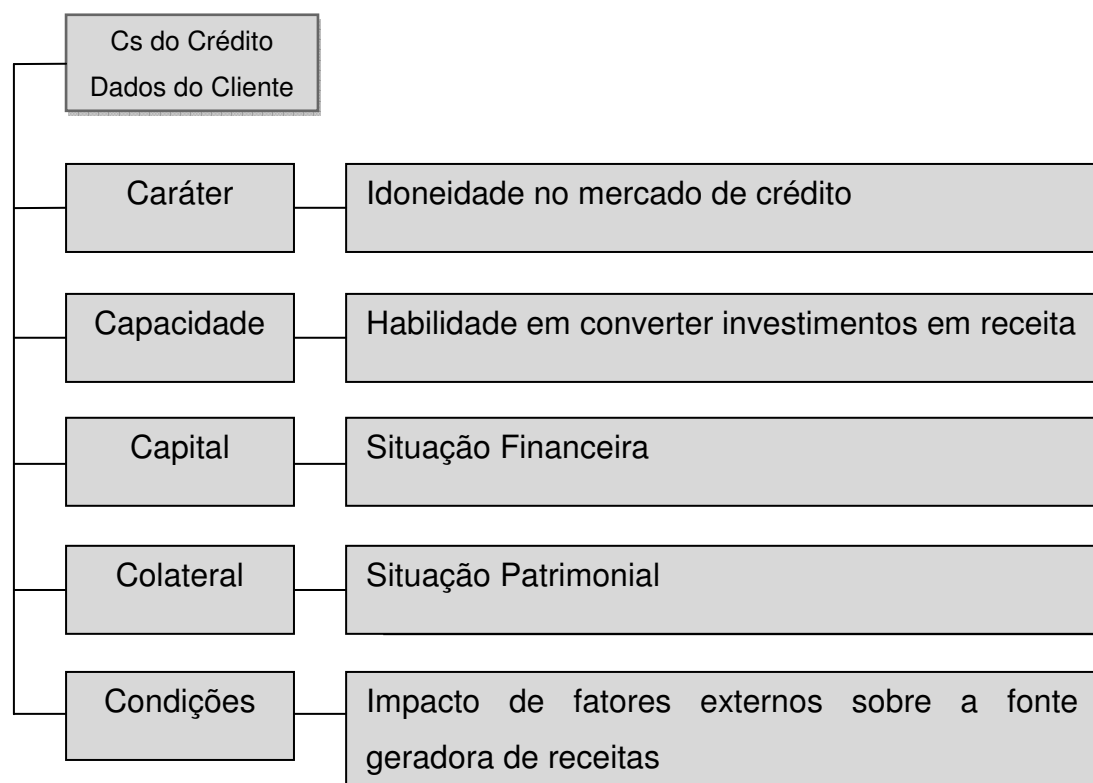 Cs do Crédito
Dados do Cliente
Caráter
Idoneidade no mercado de crédito
Capacidade
Habilidade em converter investimentos em receita
Capital
Situação Financeira
Colateral
Situação Patrimonial
Condições
Impacto de fatores externos sobre a fonte
geradora de receitas